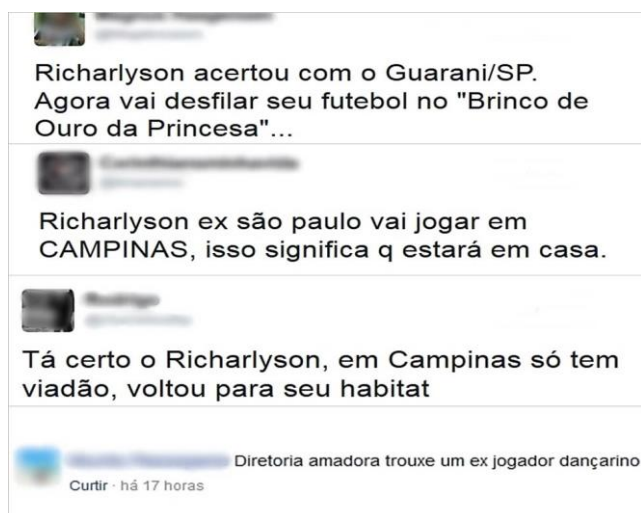 Richarlyson acertou com o Guarani/SP.
Agora vai desfilar seu futebol no "Brinco de
Ouro da Princesa"...
Richarlyson ex são paulo vai jogar em
CAMPINAS, isso significa q estará em casa.
Rodrigo
Tá certo o Richarlyson, em Campinas só tem
viadão, voltou para seu habitat
Diretoria amadora trouxe um ex jogador dançarino
Curtir · há 17 horas